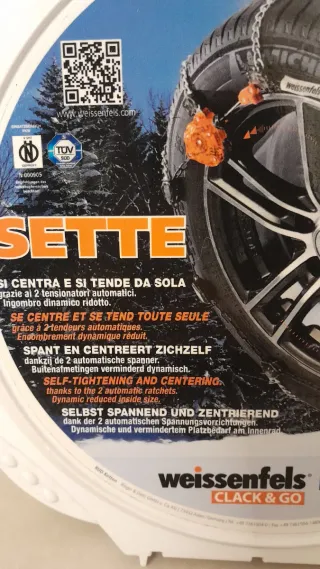 www.weissenfels.com
weissenfels
TÜV
SÜD
SETTE
SI CENTRA E SI TENDE DA SOLA
grazie ai 2 tensionatori automatici.
Ingombro dinamico ridotto.
SE CENTRE ET SE TEND TOUTE SEULE
grâce à 2 tendeurs automatiques.
Encombrement dynamique réduit.
SPANT EN CENTREERT ZICHZELF
dankzij de 2 automatische spanner.
Buitenafmetingen verminderd dynamisch.
SELF-TIGHTENING AND CENTERING
thanks to the 2 automatic ratchets.
Dynamic reduced inside size.
SELBST SPANNEND UND ZENTRIEREND
dank der 2 automatischen Spannungsvorrichtungen.
Dynamische und vermindertem Platzbedarf am Innenrad.
weissenfels®
CLACK & GO